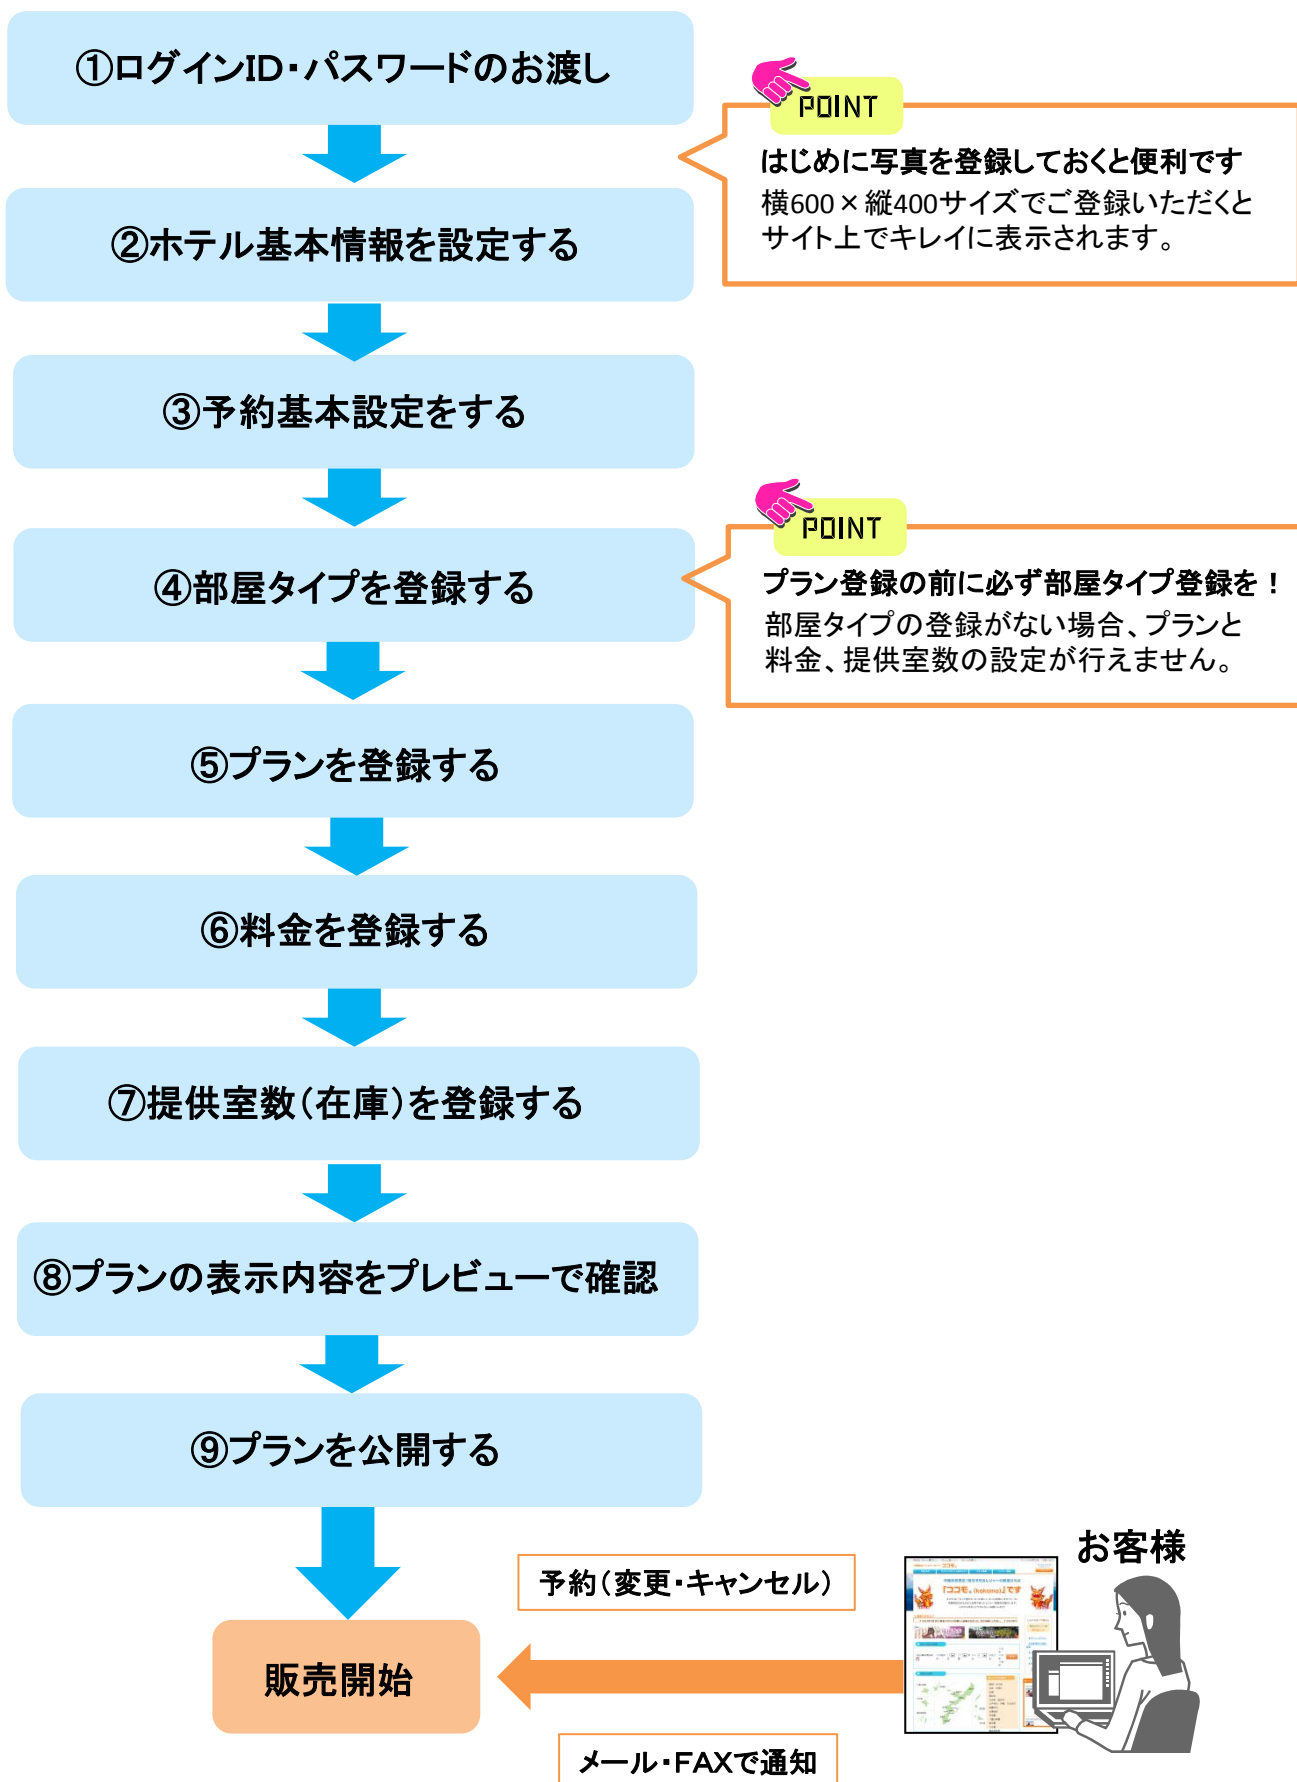 ①ログインID・パスワードのお渡し
POINT
はじめに写真を登録しておくと便利です
横600×縦400サイズでご登録いただくと
サイト上でキレイに表示されます。
②ホテル基本情報を設定する
③予約基本設定をする
④部屋タイプを登録する
POINT
プラン登録の前に必ず部屋タイプ登録を！
部屋タイプの登録がない場合、プランと
料金、提供室数の設定が行えません。
⑤プランを登録する
⑥料金を登録する
⑦提供室数（在庫）を登録する
⑧プランの表示内容をプレビューで確認
⑨プランを公開する
お客様
予約（変更・キャンセル）
「ココモ。(kokomo)」です
販売開始
メール・FAXで通知